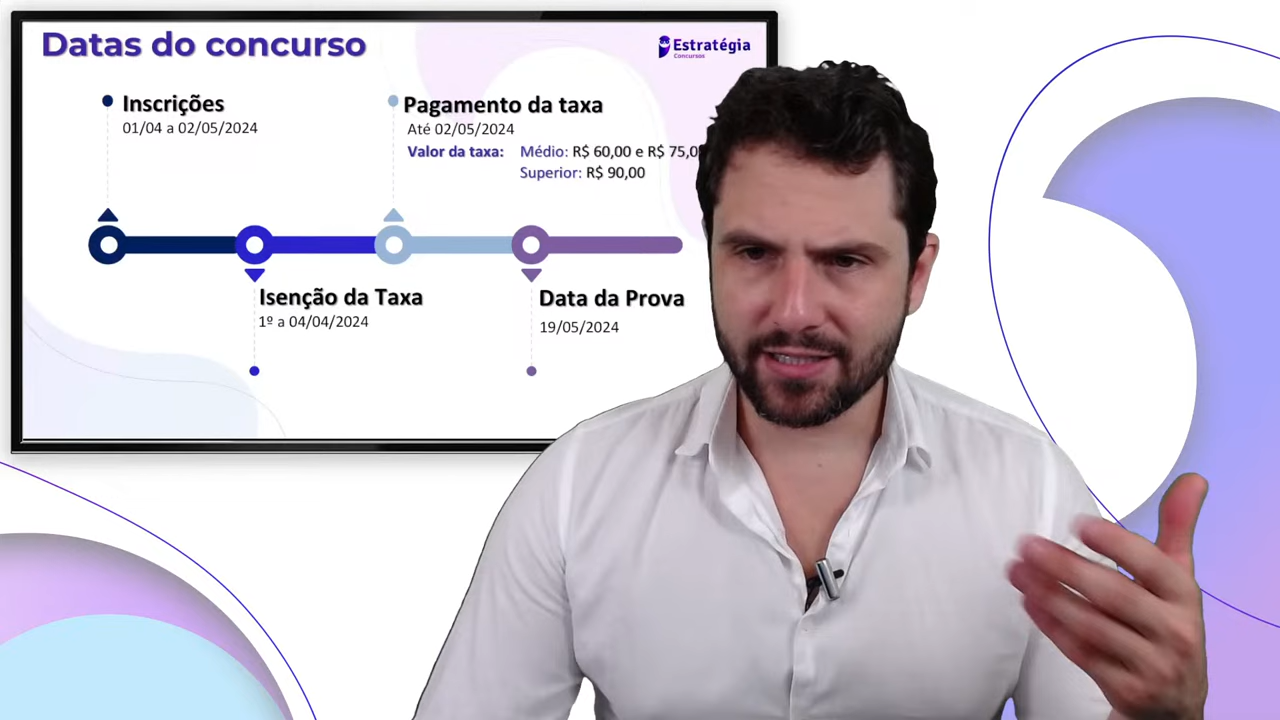 Datas do concurso
Estratégia
Concursos
Inscrições
01/04 a 02/05/2024
Pagamento da taxa
Até 02/05/2024
Valor da taxa: Médio: R$ 60,00 e R$ 75,0
Superior: R$ 90,00
Isenção da Taxa
1º a 04/04/2024
Data da Prova
19/05/2024